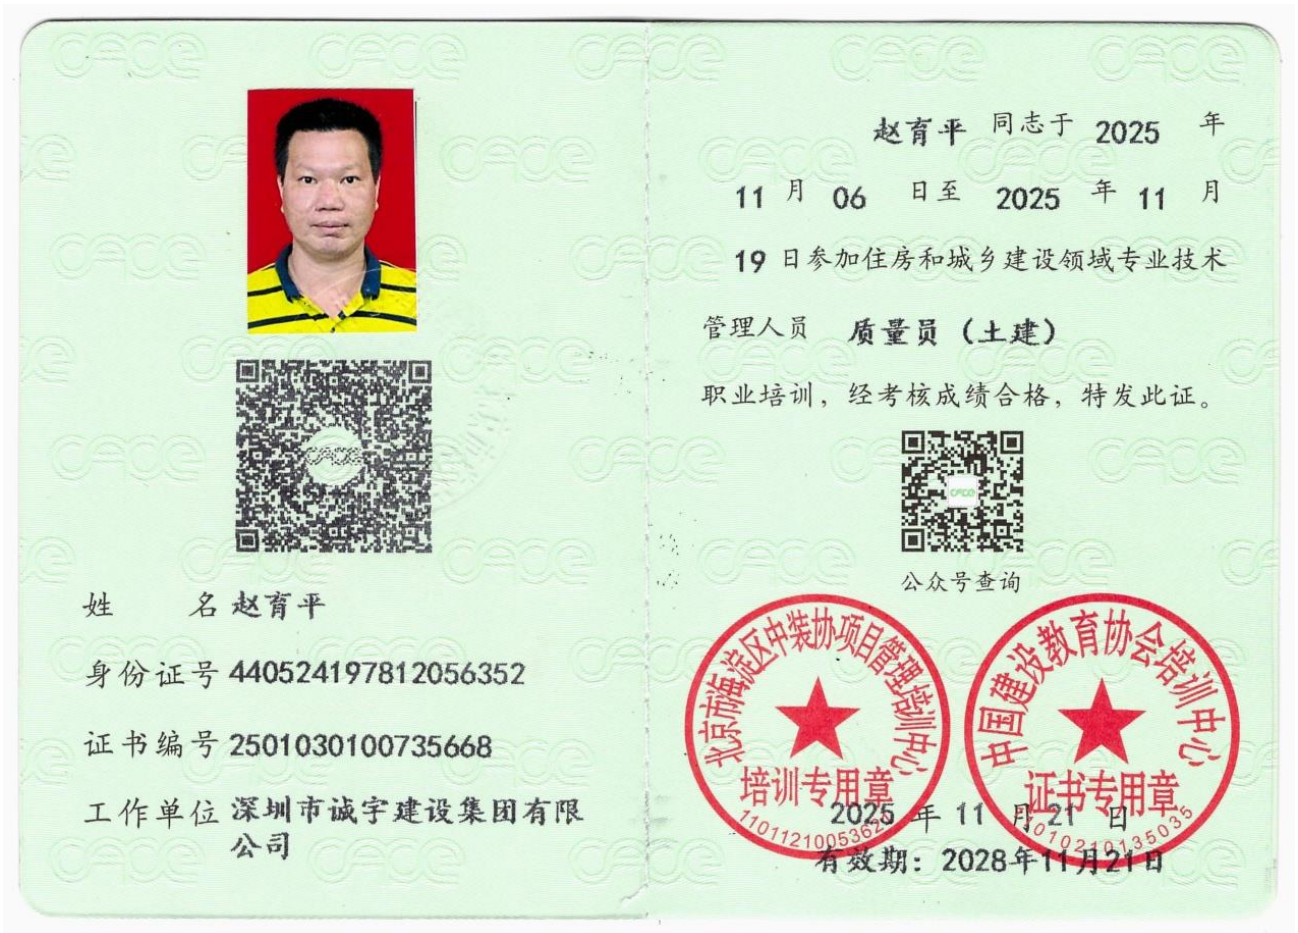 姓 名 赵育平
身份证号 440524197812056352
证书编号 2501030100735668
工作单位 深圳市诚宇建设集团有限
公司
赵育平 同志于 2025 年
11 月 06 日至 2025 年 11 月
19 日参加住房和城乡建设领域专业技术
管理人员 质量员（土建）
职业培训，经考核成绩合格，特发此证。
公众号查询
北京市海淀区中装协项目管理培训中心
培训专用章
中国建设教育协会培训中心
证书专用章
2025 年 11 月 21 日
有效期：2028年11月21日